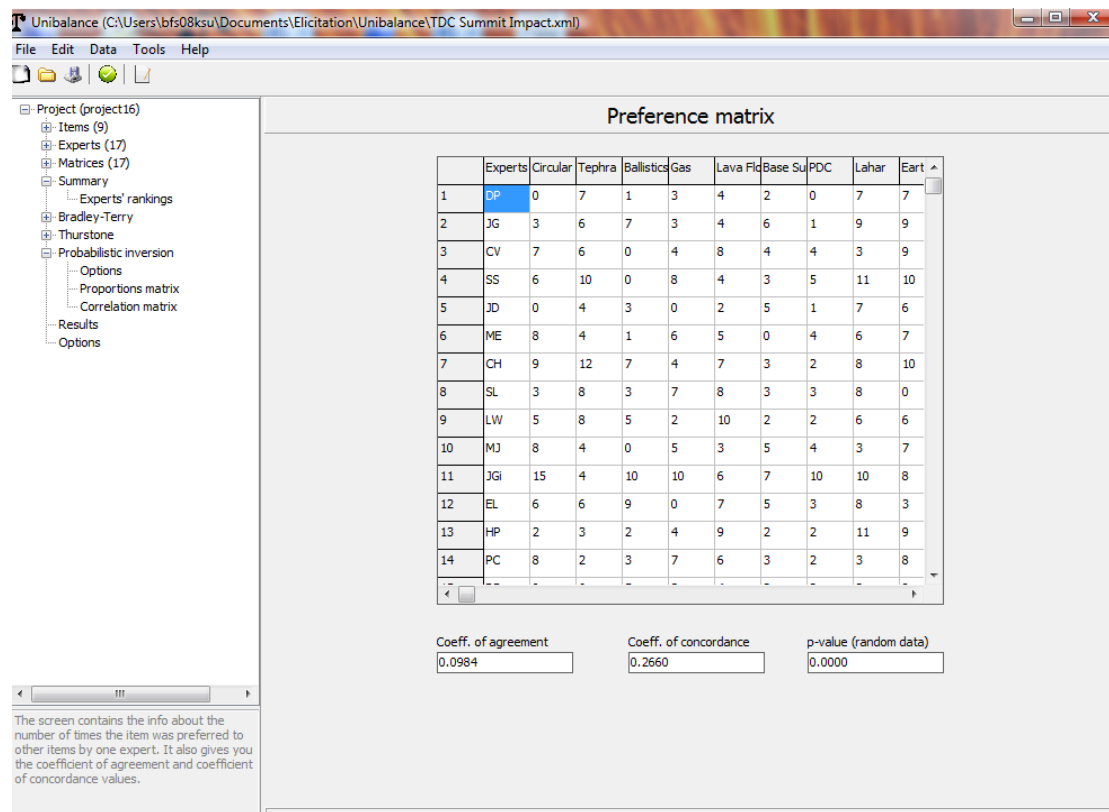 Unibalance (C:\Users\bfs08ksu\Documents\Elicitation\Unibalance\TDC Summit Impact.xml)
File Edit Data Tools Help
Project (project16)
Items (9)
Experts (17)
Matrices (17)
Summary
Experts' rankings
Bradley-Terry
Thurstone
Probabilistic inversion
Options
Proportions matrix
Correlation matrix
Results
Options
The screen contains the info about the
number of times the item was preferred to
other items by one expert. It also gives you
the coefficient of agreement and coefficient
of concordance values.
Preference matrix
Experts Circular Tephra Ballistics Gas Lava Flo Base Su PDC Lahar Eart
1 DP 0 7 1 3 4 2 0 7 7
2 JG 3 6 7 3 4 6 1 9 9
3 CV 7 6 0 4 8 4 4 3 9
4 SS 6 10 0 8 4 3 5 11 10
5 JD 0 4 3 0 2 5 1 7 6
6 ME 8 4 1 6 5 0 4 6 7
7 CH 9 12 7 4 7 3 2 8 10
8 SL 3 8 3 7 8 3 3 8 0
9 LW 5 8 5 2 10 2 2 6 6
10 MJ 8 4 0 5 3 5 4 3 7
11 JGi 15 4 10 10 6 7 10 10 8
12 EL 6 6 9 0 7 5 3 8 3
13 HP 2 3 2 4 9 2 2 11 9
14 PC 8 2 3 7 6 3 2 3 8
Coeff. of agreement Coeff. of concordance p-value (random data)
0.0984 0.2660 0.0000